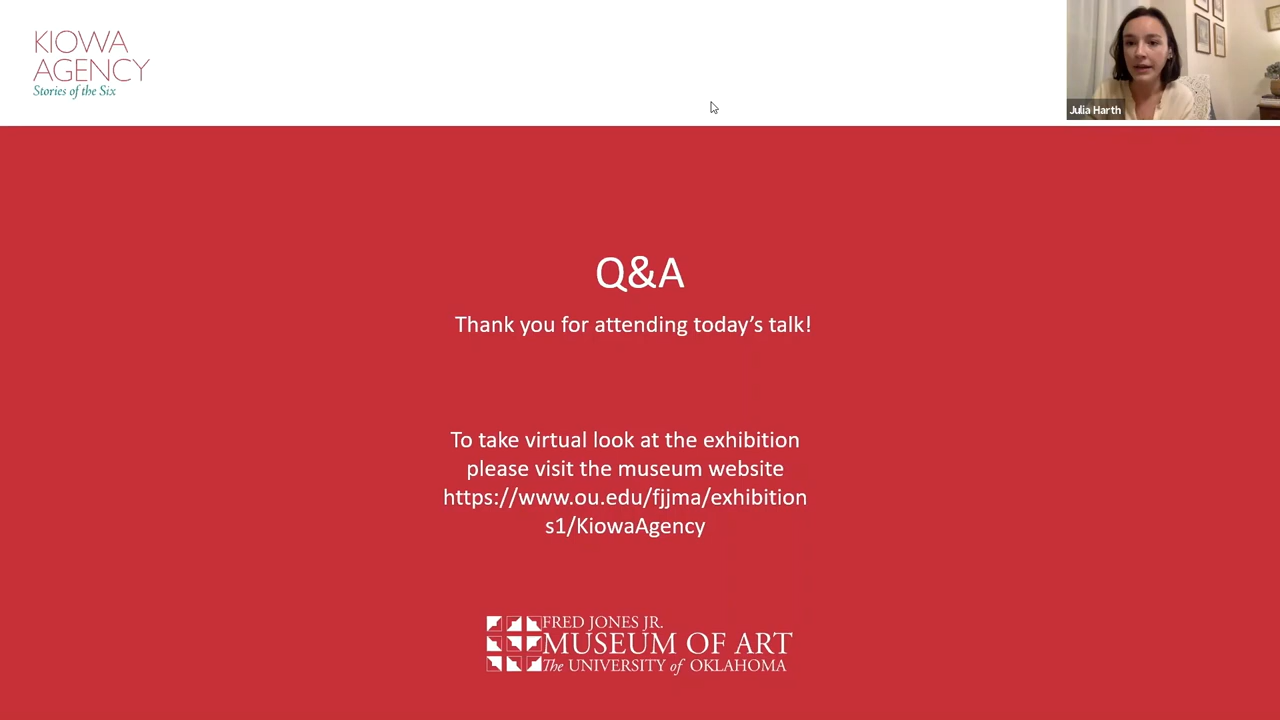 KIOWA
AGENCY
Stories of the Six
Julia Harth
Q&A
Thank you for attending today's talk!
To take virtual look at the exhibition
please visit the museum website
https://www.ou.edu/fjjma/exhibition
s1/KiowaAgency
FRED JONES JR.
MUSEUM OF ART
The UNIVERSITY of OKLAHOMA